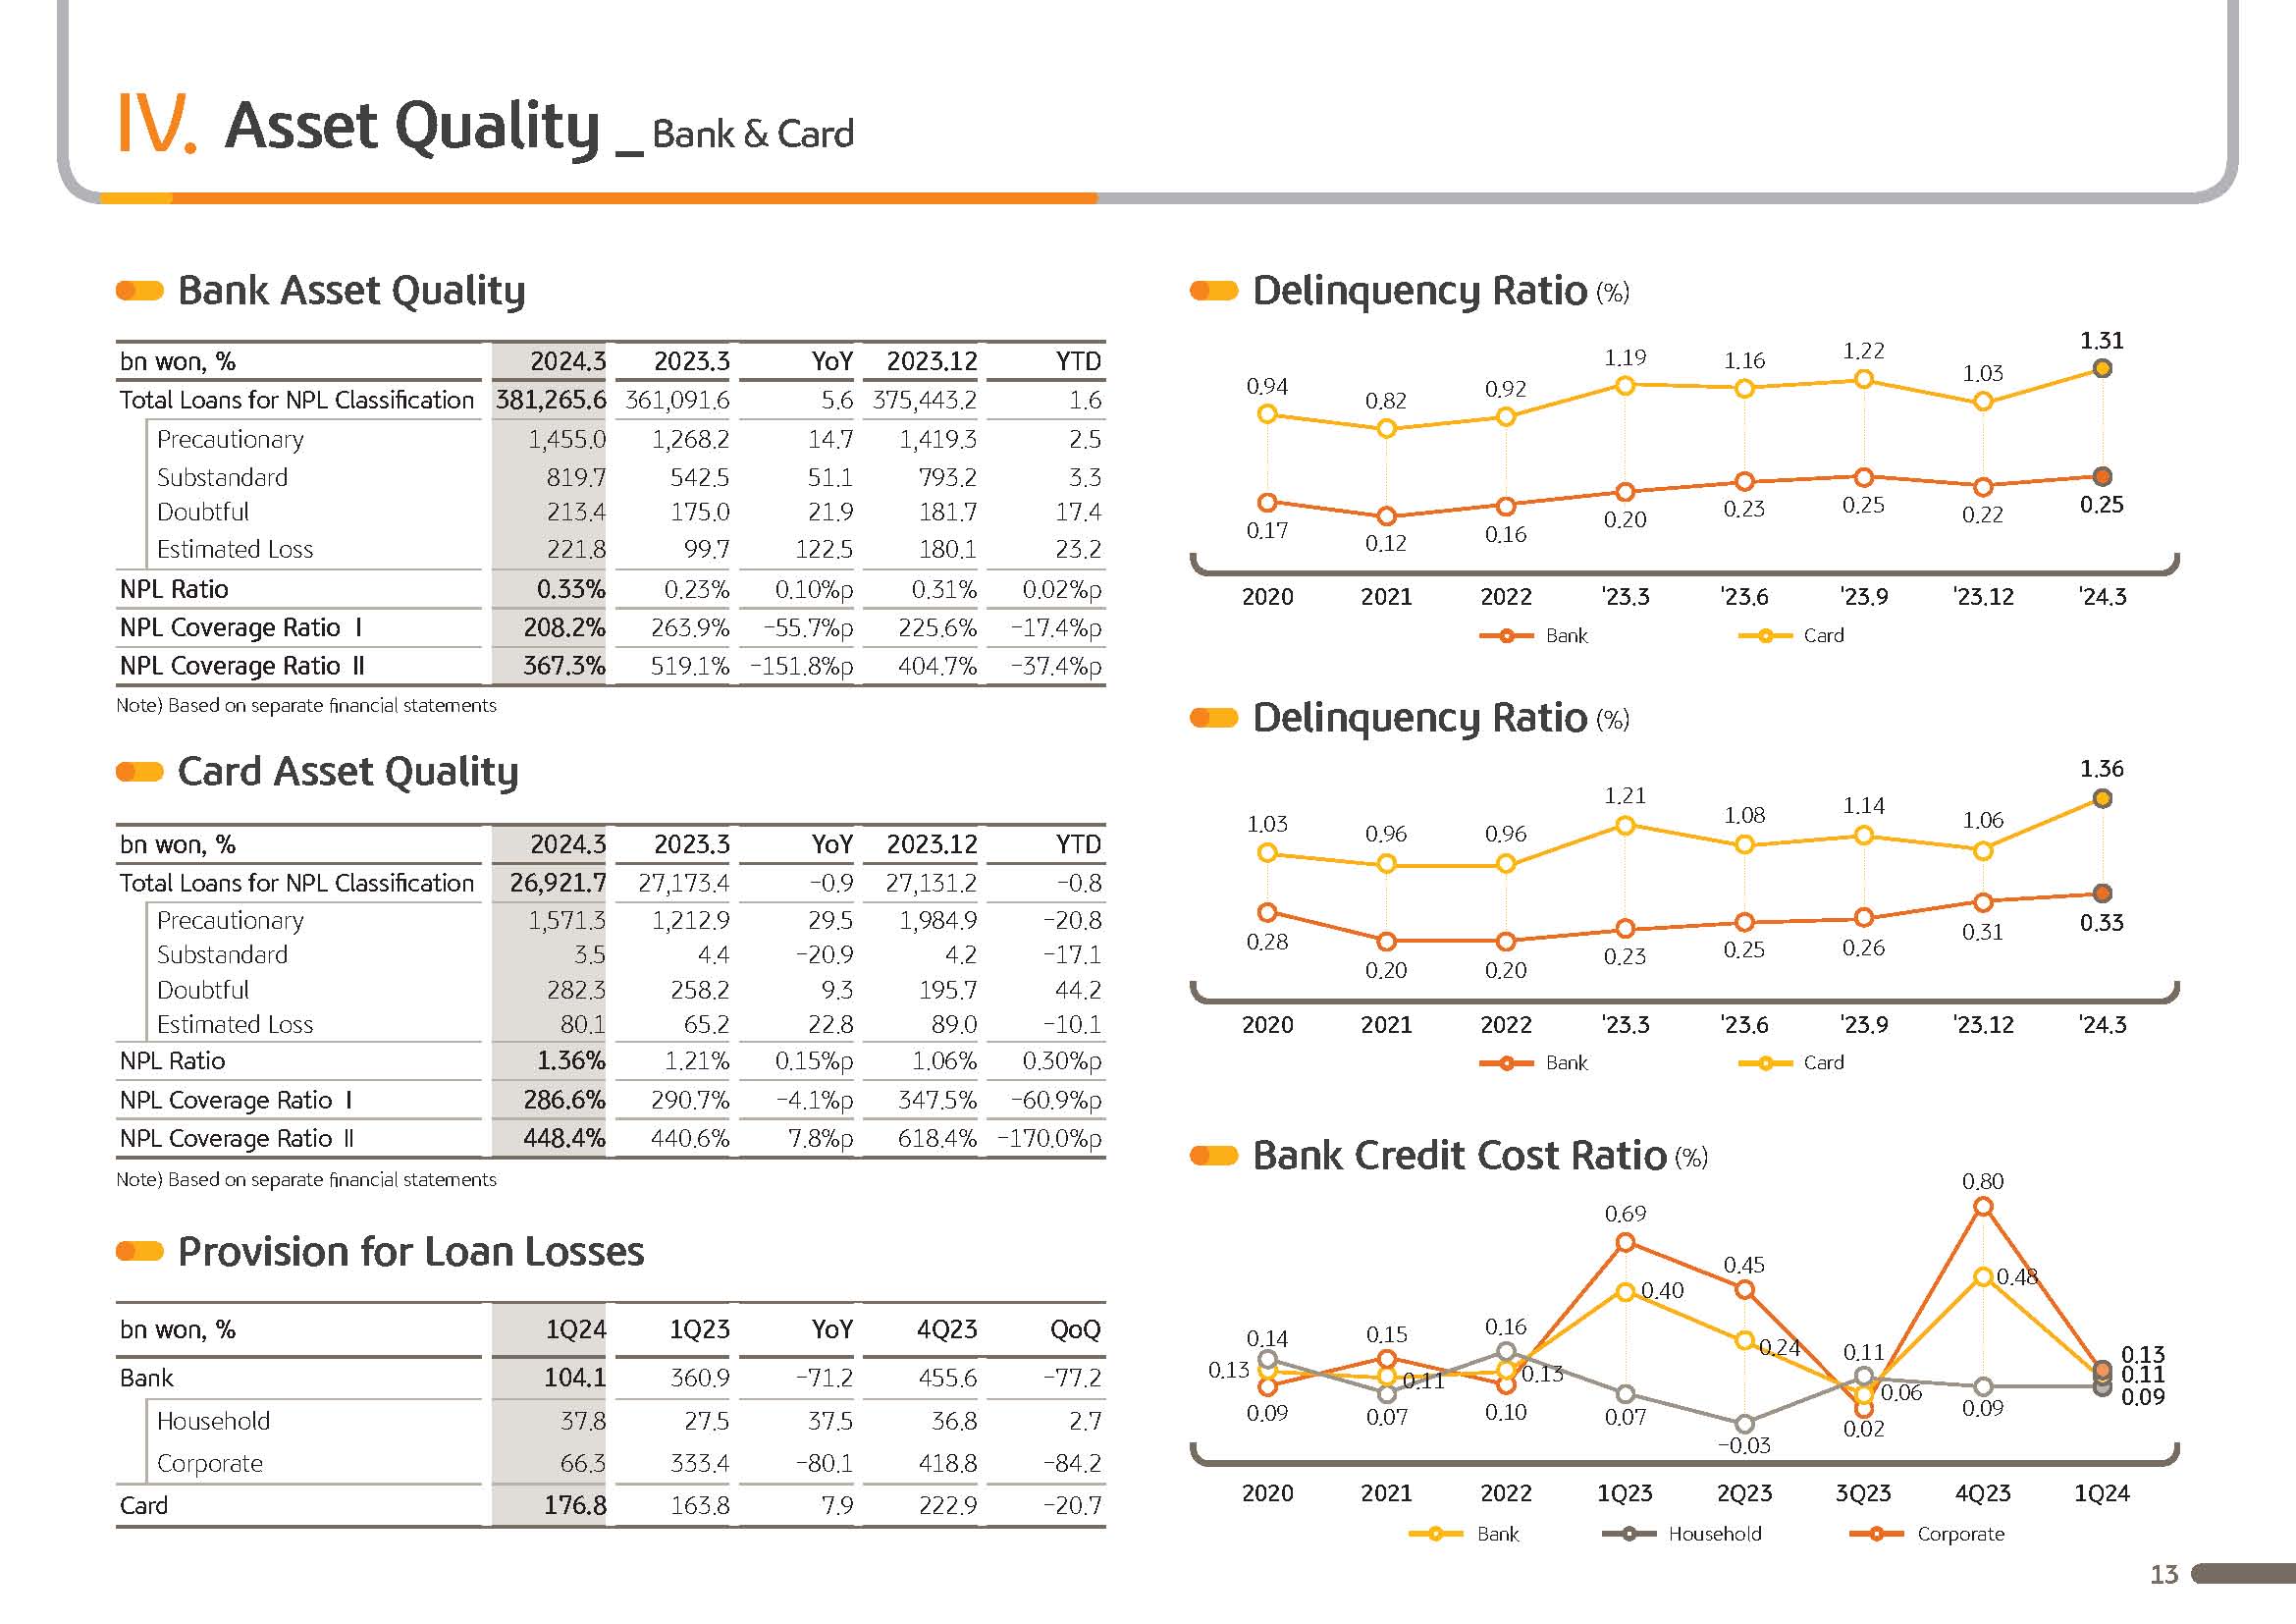 IV. Asset Quality _ Bank & Card
Bank Asset Quality
bn won, % 2024.3 2023.3 YoY 2023.12 YTD
Total Loans for NPL Classification 381,265.6 361,091.6 5.6 375,443.2 1.6
Precautionary 1,455.0 1,268.2 14.7 1,419.3 2.5
Substandard 819.7 542.5 51.1 793.2 3.3
Doubtful 213.4 175.0 21.9 181.7 17.4
Estimated Loss 221.8 99.7 122.5 180.1 23.2
NPL Ratio 0.33% 0.23% 0.10%p 0.31% 0.02%p
NPL Coverage Ratio I 208.2% 263.9% -55.7%p 225.6% -17.4%p
NPL Coverage Ratio II 367.3% 519.1% -151.8%p 404.7% -37.4%p
Note) Based on separate financial statements
Card Asset Quality
bn won, % 2024.3 2023.3 YoY 2023.12 YTD
Total Loans for NPL Classification 26,921.7 27,173.4 -0.9 27,131.2 -0.8
Precautionary 1,571.3 1,212.9 29.5 1,984.9 -20.8
Substandard 3.5 4.4 -20.9 4.2 -17.1
Doubtful 282.3 258.2 9.3 195.7 44.2
Estimated Loss 80.1 65.2 22.8 89.0 -10.1
NPL Ratio 1.36% 1.21% 0.15%p 1.06% 0.30%p
NPL Coverage Ratio I 286.6% 290.7% -4.1%p 347.5% -60.9%p
NPL Coverage Ratio II 448.4% 440.6% 7.8%p 618.4% -170.0%p
Note) Based on separate financial statements
Provision for Loan Losses
bn won, % 1Q24 1Q23 YoY 4Q23 QoQ
Bank 104.1 360.9 -71.2 455.6 -77.2
Household 37.8 27.5 37.5 36.8 2.7
Corporate 66.3 333.4 -80.1 418.8 -84.2
Card 176.8 163.8 7.9 222.9 -20.7
Delinquency Ratio (%)
0.94 0.82 0.92 1.19 1.16 1.22 1.03 1.31
0.17 0.12 0.16 0.20 0.23 0.25 0.22 0.25
2020 2021 2022 '23.3 '23.6 '23.9 '23.12 '24.3
Bank Card
Delinquency Ratio (%)
1.03 0.96 0.96 1.21 1.08 1.14 1.06 1.36
0.28 0.20 0.20 0.23 0.25 0.26 0.31 0.33
2020 2021 2022 '23.3 '23.6 '23.9 '23.12 '24.3
Bank Card
Bank Credit Cost Ratio (%)
0.14 0.15 0.16 0.69 0.45 0.11 0.80 0.13
0.13 0.11 0.13 0.40 0.24 0.06 0.48 0.11
0.09 0.07 0.10 0.07 -0.03 0.02 0.09 0.09
2020 2021 2022 1Q23 2Q23 3Q23 4Q23 1Q24
Bank Household Corporate
13